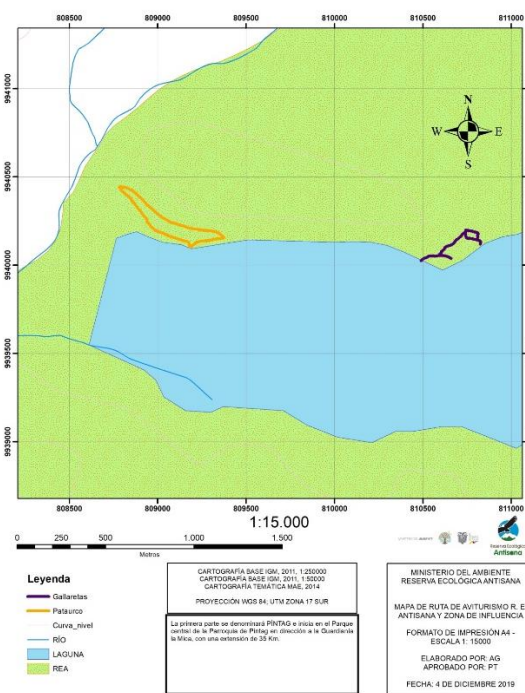 808500 809000 809500 810000 810500 811000
9941000
9940500
9940000
9939500
9939000
N
W E
S
808500 809000 809500 810000 810500 811000
1:15.000
0 250 500 1.000 1.500
Metros
Leyenda
Gallaretas
Pataurco
Curva_nivel
RÍO
LAGUNA
REA
CARTOGRAFÍA BASE IGM, 2011, 1:250000
CARTOGRAFÍA BASE IGM, 2011, 1:50000
CARTOGRAFÍA TEMÁTICA MAE, 2014
PROYECCIÓN WGS 84; UTM ZONA 17 SUR
La primera parte se denominará PÍNTAG e inicia en el Parque
central de la Parroquia de Píntag en dirección a le Guardianía
la Mica, con una extensión de 35 Km.
Reserva Ecológica
Antisana
MINISTERIO DEL AMBIENTE
RESERVA ECOLÓGICA ANTISANA
MAPA DE RUTA DE AVITURISMO R. E
ANTISANA Y ZONA DE INFLUENCIA
FORMATO DE IMPRESIÓN A4 -
ESCALA 1: 15000
ELABORADO POR: AG
APROBADO POR: PT
FECHA: 4 DE DICIEMBRE 2019